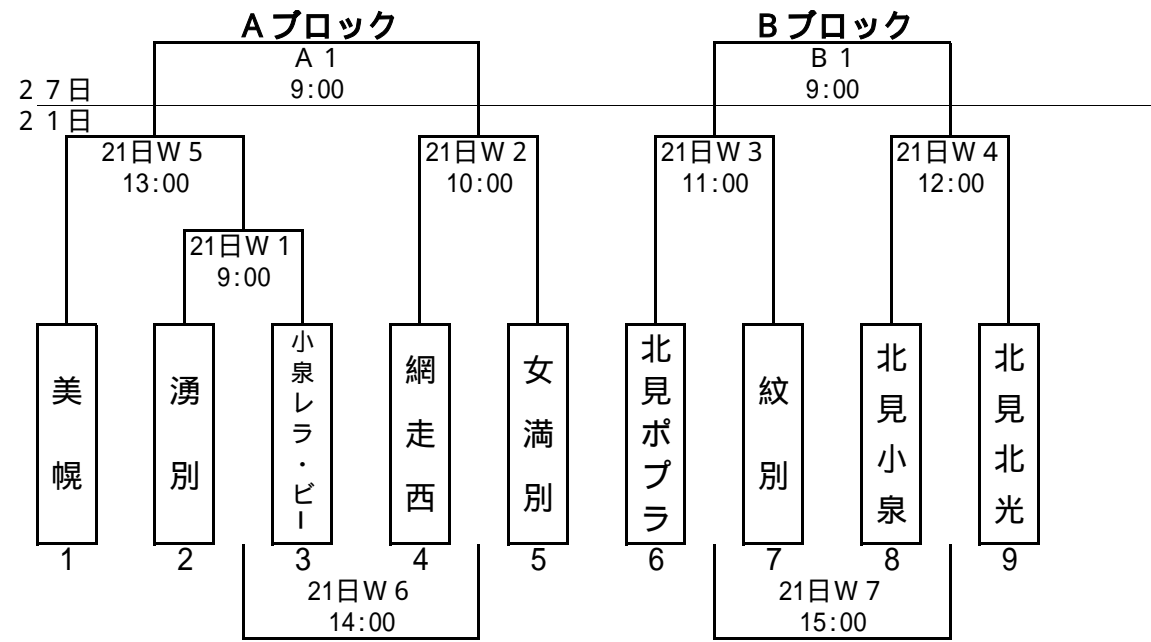 Aブロック
Bブロック
A 1
9:00
B 1
9:00
27日
21日
21日W 5
13:00
21日W 2
10:00
21日W 3
11:00
21日W 4
12:00
21日W 1
9:00
美幌
湧別
小泉レラ・ビー
網走西
女満別
北見ポプラ
紋別
北見小泉
北見北光
1
2
3
4
5
6
7
8
9
21日W 6
14:00
21日W 7
15:00